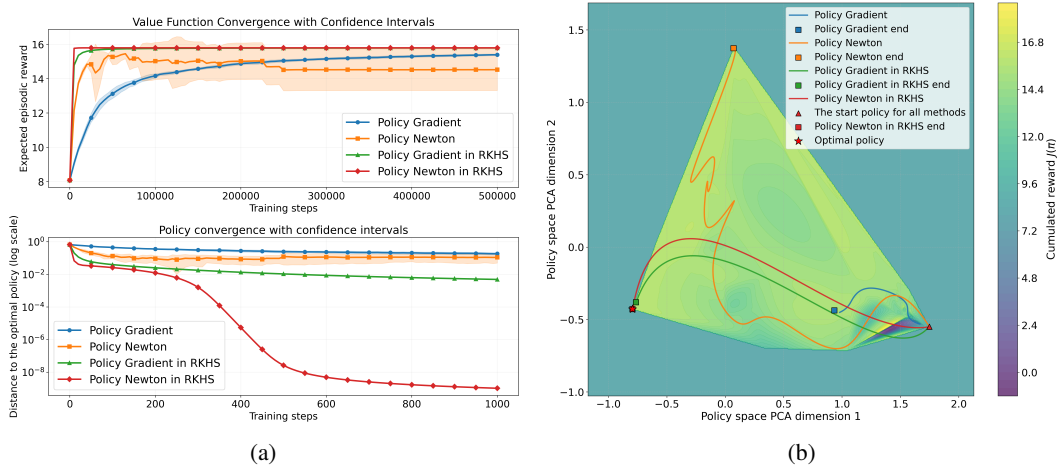 Value Function Convergence with Confidence Intervals
Expected episodic reward
16
14
12
10
8
Policy Gradient
Policy Newton
Policy Gradient in RKHS
Policy Newton in RKHS
0
100000
200000
300000
400000
500000
Training steps
Policy convergence with confidence intervals
Distance to the optimal policy (log scale)
10⁰
10⁻²
10⁻⁴
10⁻⁶
10⁻⁸
Policy Gradient
Policy Newton
Policy Gradient in RKHS
Policy Newton in RKHS
0
200
400
600
800
1000
Training steps
(a)
Policy space PCA dimension 2
1.5
1.0
0.5
0.0
−0.5
−1.0
Policy Gradient
Policy Gradient end
Policy Newton
Policy Newton end
Policy Gradient in RKHS
Policy Gradient in RKHS end
Policy Newton in RKHS
The start policy for all methods
Policy Newton in RKHS end
Optimal policy
−1.0
−0.5
0.0
0.5
1.0
1.5
2.0
Policy space PCA dimension 1
16.8
14.4
12.0
9.6
7.2
4.8
2.4
0.0
Cumulated reward J(π)
(b)